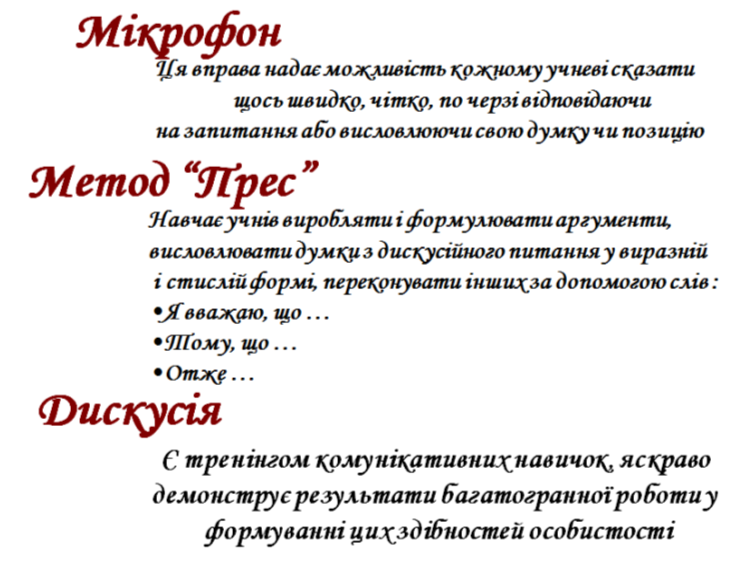 Мікрофон
Ця вправа надає можливість кожному учневі сказати
щось швидко, чітко, по черзі відповідаючи
на запитання або висловлюючи свою думку чи позицію
Метод “Прес”
Навчає учнів виробляти і формулювати аргументи,
висловлювати думки з дискусійного питання у виразній
і стислій формі, переконувати інших за допомогою слів :
•Я вважаю, що …
•Тому, що …
•Отже …
Дискусія
Є тренінгом комунікативних навичок, яскраво
демонструє результати багатогранної роботи у
формуванні цих здібностей особистості